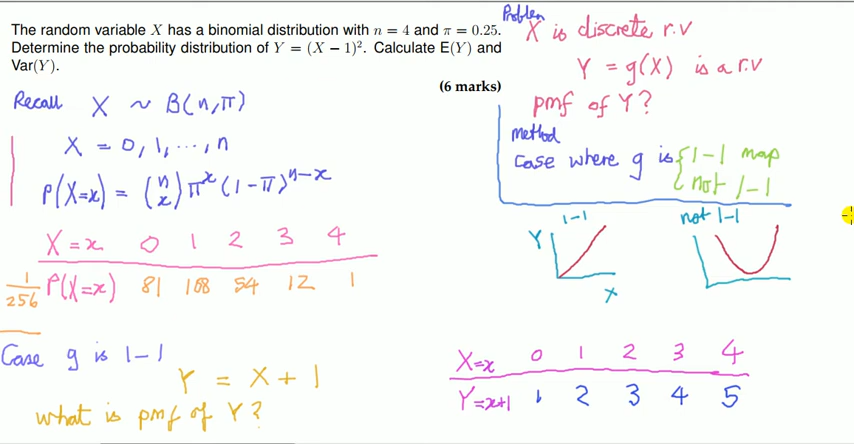 The random variable X has a binomial distribution with n = 4 and π = 0.25.
Determine the probability distribution of Y = (X − 1)². Calculate E(Y) and
Var(Y).
(6 marks)
Recall X ~ B(n,π)
X = 0, 1, ..., n
P(X=x) = (n x) π^x (1-π)^n-x
X=x 0 1 2 3 4
1/256 P(X=x) 81 108 54 12 1
Case g is 1-1
Y = X + 1
what is pmf of Y?
Problem
X is discrete r.v
Y = g(X) is a r.v
pmf of Y?
method
Case where g is { 1-1 map
not 1-1
1-1
Y
X
not 1-1
X=x 0 1 2 3 4
Y=x+1 1 2 3 4 5